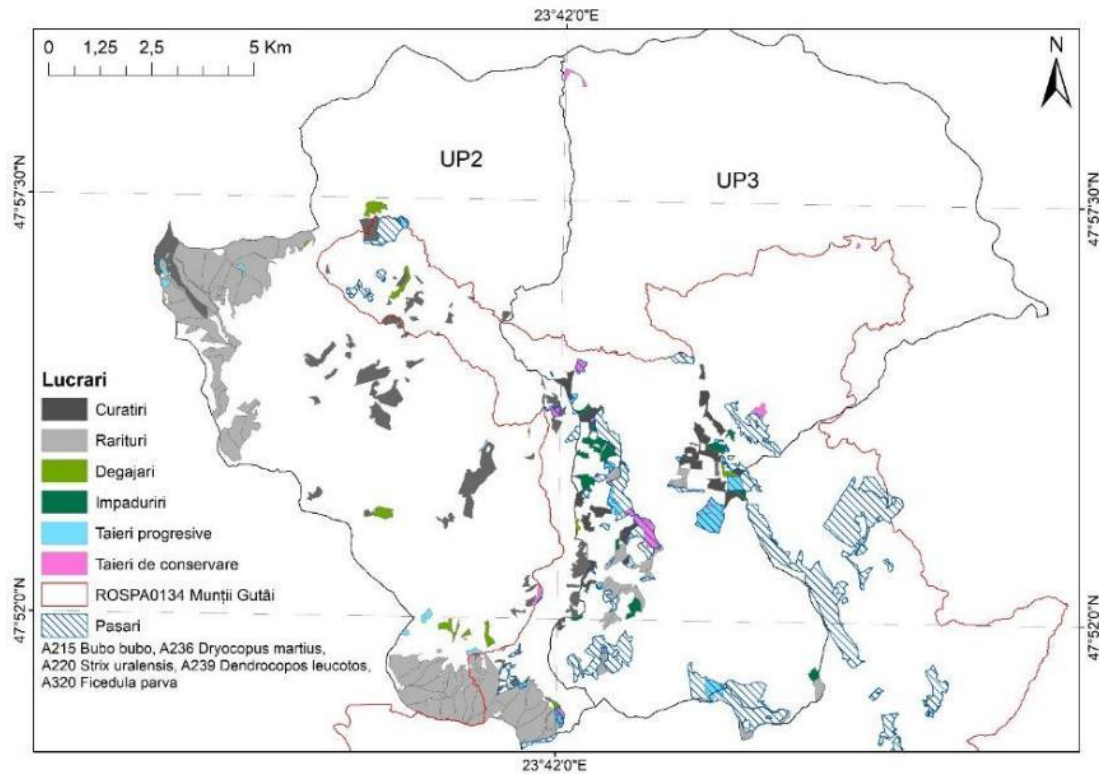 23°42'0"E
0 1,25 2,5 5 Km
N
UP2
UP3
47°57'30"N
47°57'30"N
Lucrari
Curatiri
Rarituri
Degajari
Impaduriri
Taieri progresive
Taieri de conservare
ROSPA0134 Munții Gutâi
Pasari
A215 Bubo bubo, A236 Dryocopus martius,
A220 Strix uralensis, A239 Dendrocopos leucotos,
A320 Ficedula parva
47°52'0"N
47°52'0"N
23°42'0"E